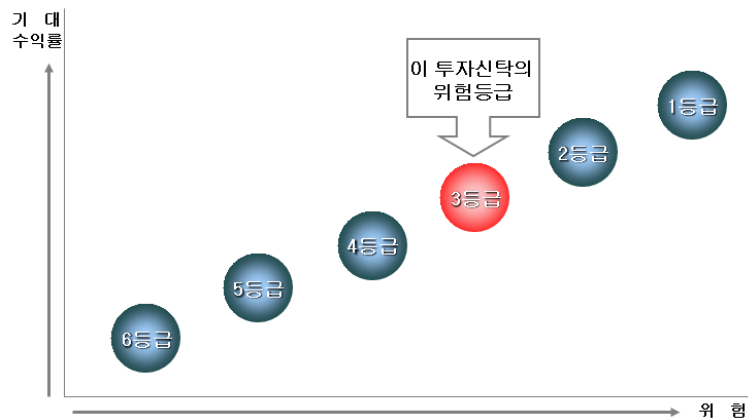 기 대
수익률
이 투자신탁의
위험등급
1등급
2등급
3등급
4등급
5등급
6등급
위 험